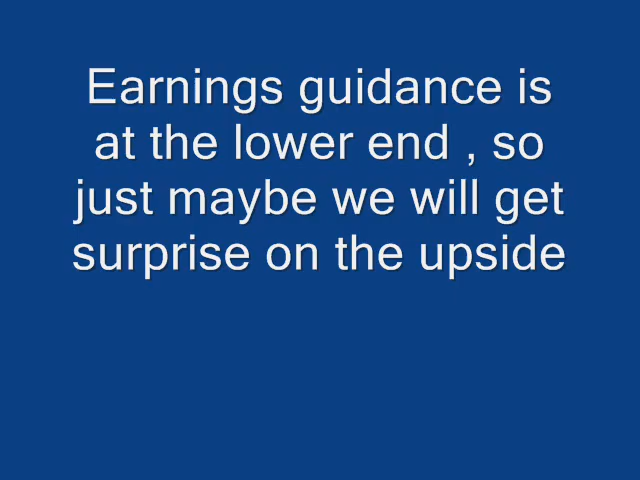 Earnings guidance is
at the lower end , so
just maybe we will get
surprise on the upside